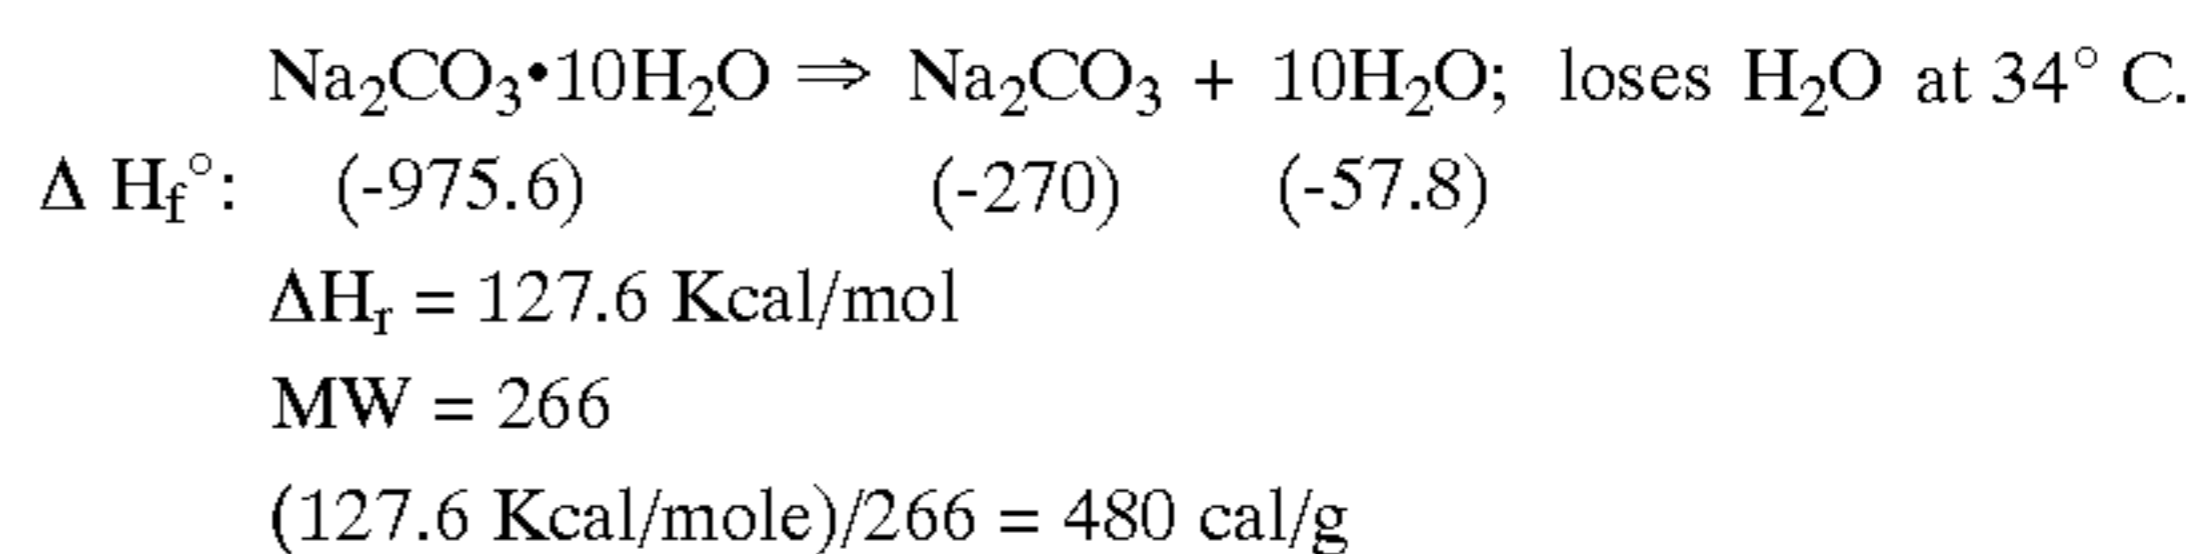 Na₂CO₃•10H₂O ⇒ Na₂CO₃ + 10H₂O; loses H₂O at 34° C.
Δ H_f°: (-975.6) (-270) (-57.8)
ΔHᵣ = 127.6 Kcal/mol
MW = 266
(127.6 Kcal/mole)/266 = 480 cal/g